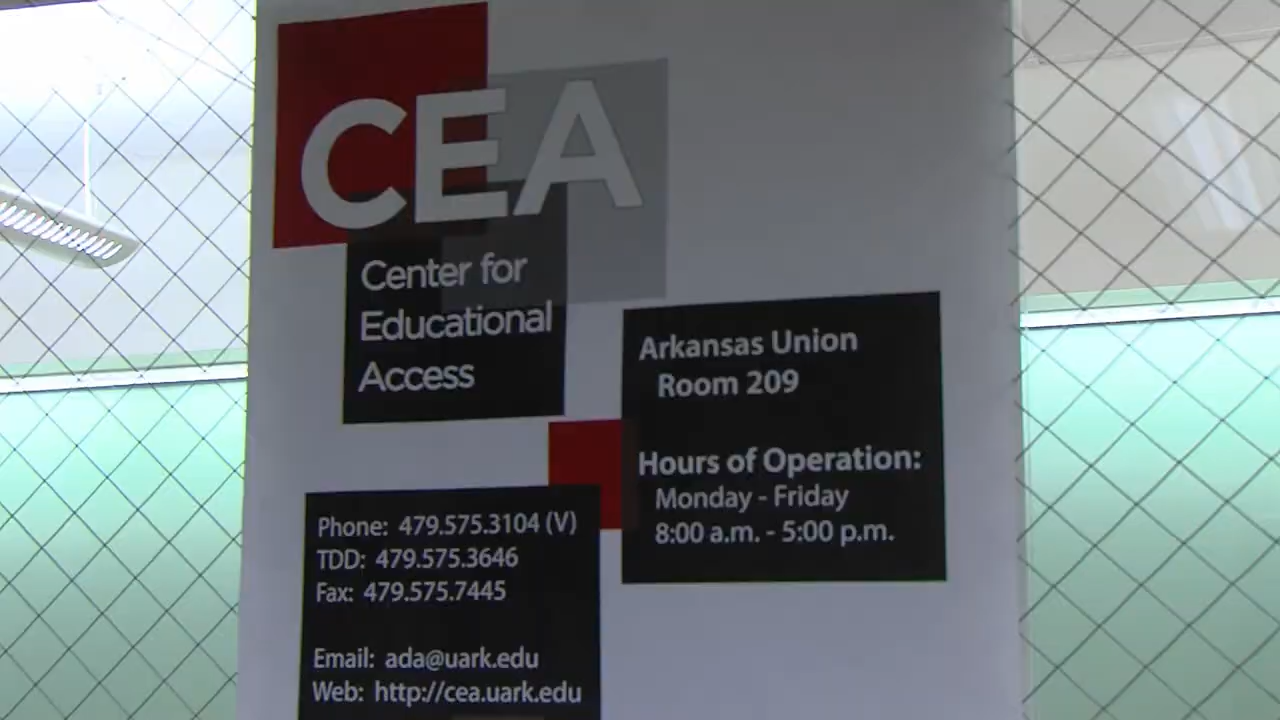 CEA
Center for
Educational
Access
Arkansas Union
Room 209
Hours of Operation:
Monday - Friday
8:00 a.m. - 5:00 p.m.
Phone: 479.575.3104 (V)
TDD: 479.575.3646
Fax: 479.575.7445
Email: ada@uark.edu
Web: http://cea.uark.edu